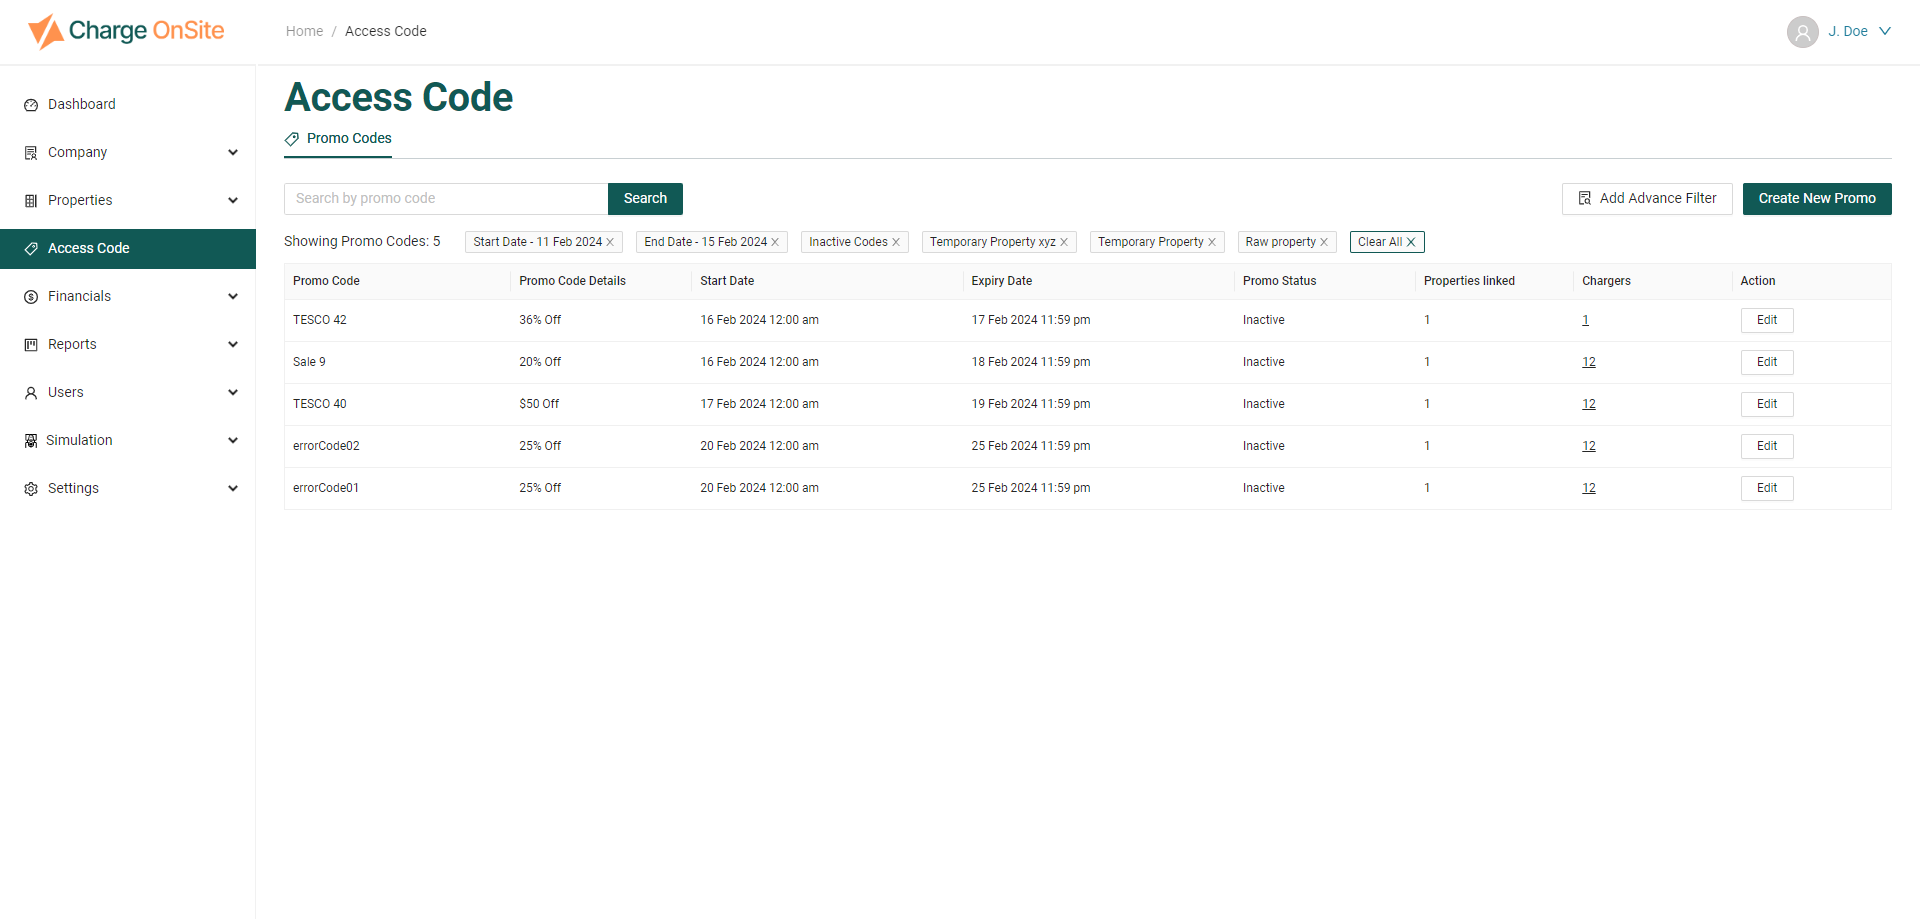 Charge OnSite
Home / Access Code
J. Doe
Dashboard
Company
Properties
Access Code
Financials
Reports
Users
Simulation
Settings
Access Code
Promo Codes
Search by promo code
Search
Add Advance Filter
Create New Promo
Showing Promo Codes: 5
Start Date - 11 Feb 2024
End Date - 15 Feb 2024
Inactive Codes
Temporary Property xyz
Temporary Property
Raw property
Clear All
Promo Code Promo Code Details Start Date Expiry Date Promo Status Properties linked Chargers Action
TESCO 42 36% Off 16 Feb 2024 12:00 am 17 Feb 2024 11:59 pm Inactive 1 1 Edit
Sale 9 20% Off 16 Feb 2024 12:00 am 18 Feb 2024 11:59 pm Inactive 1 12 Edit
TESCO 40 $50 Off 17 Feb 2024 12:00 am 19 Feb 2024 11:59 pm Inactive 1 12 Edit
errorCode02 25% Off 20 Feb 2024 12:00 am 25 Feb 2024 11:59 pm Inactive 1 12 Edit
errorCode01 25% Off 20 Feb 2024 12:00 am 25 Feb 2024 11:59 pm Inactive 1 12 Edit